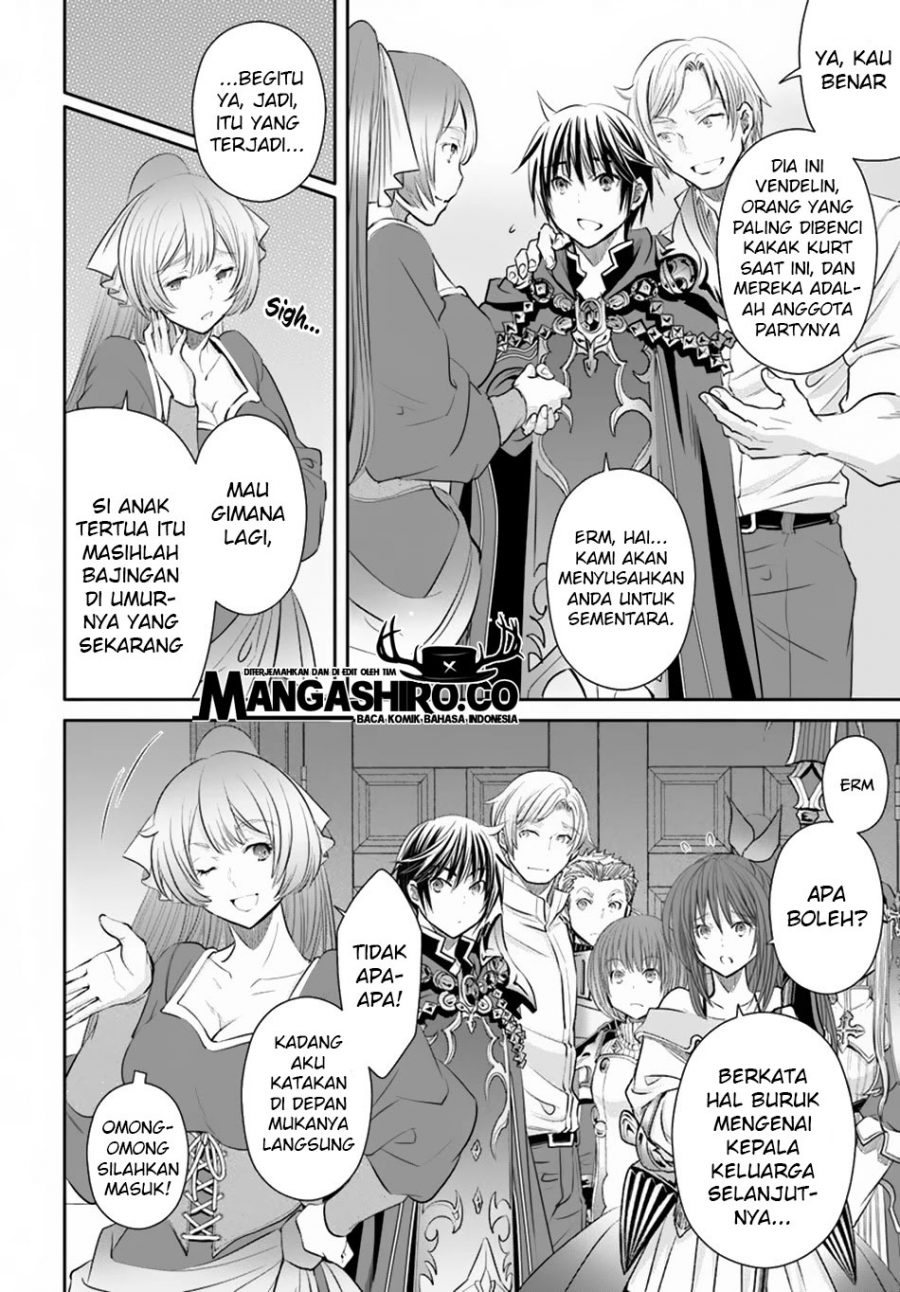 YA, KAU
BENAR
DIA INI
VENDELIN,
ORANG YANG
PALING DIBENCI
KAKAK KURT
SAAT INI, DAN
MEREKA ADAL-
AH ANGGOTA
PARTYNYA
ERM, HAI...
KAMI AKAN
MENYUSAHKAN
ANDA UNTUK
SEMENTARA.
...BEGITU
YA, JADI,
ITU YANG
TERJADI...
Sigh...
MAU
GIMANA
LAGI,
SI ANAK
TERTUA ITU
MASIHLAH
BAJINGAN
DI UMUR-
NYA YANG
SEKARANG
DITERJEMAHKAN DAN DI EDIT OLEH TIM
MANGASHIRO.CO
BACA KOMIK BAHASA INDONESIA
ERM
APA
BOLEH?
BERKATA
HAL BURUK
MENGENAI
KEPALA
KELUARGA
SELANJUT-
NYA...
TIDAK
APA-
APA!
KADANG
AKU
KATAKAN
DI DEPAN
MUKANYA
LANGSUNG
OMONG-
OMONG
SILAHKAN
MASUK!